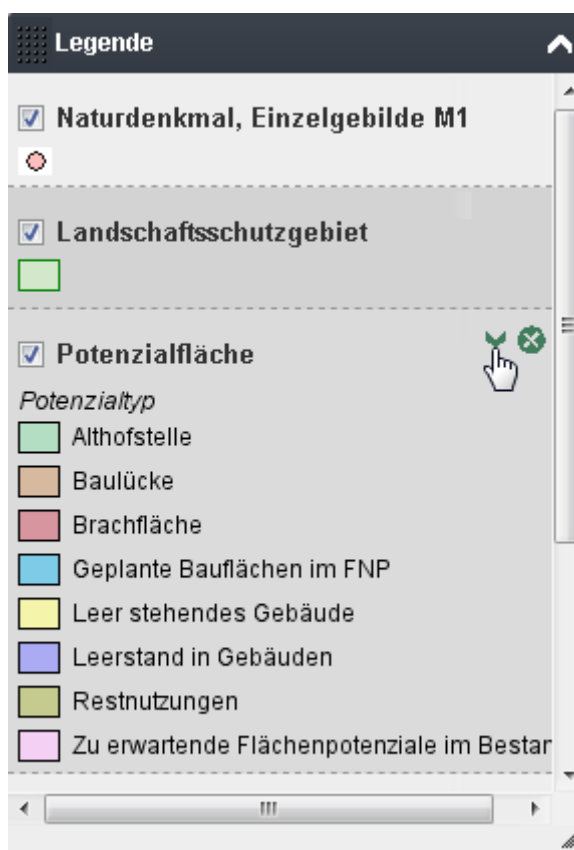 Legende
Naturdenkmal, Einzelgebilde M1
Landschaftsschutzgebiet
Potenzialfläche
Potenzialtyp
Althofstelle
Baulücke
Brachfläche
Geplante Bauflächen im FNP
Leer stehendes Gebäude
Leerstand in Gebäuden
Restnutzungen
Zu erwartende Flächenpotenziale im Bestan